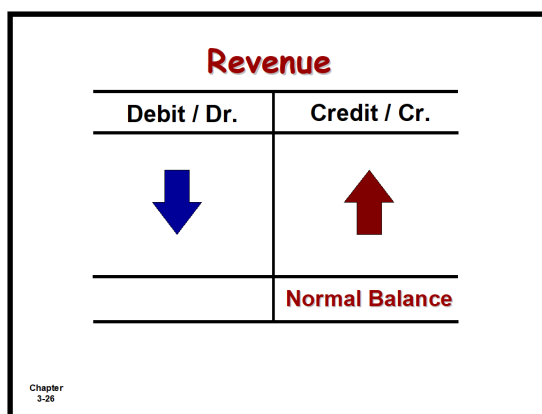 Revenue
Debit / Dr. Credit / Cr.
Normal Balance
Chapter
3-26